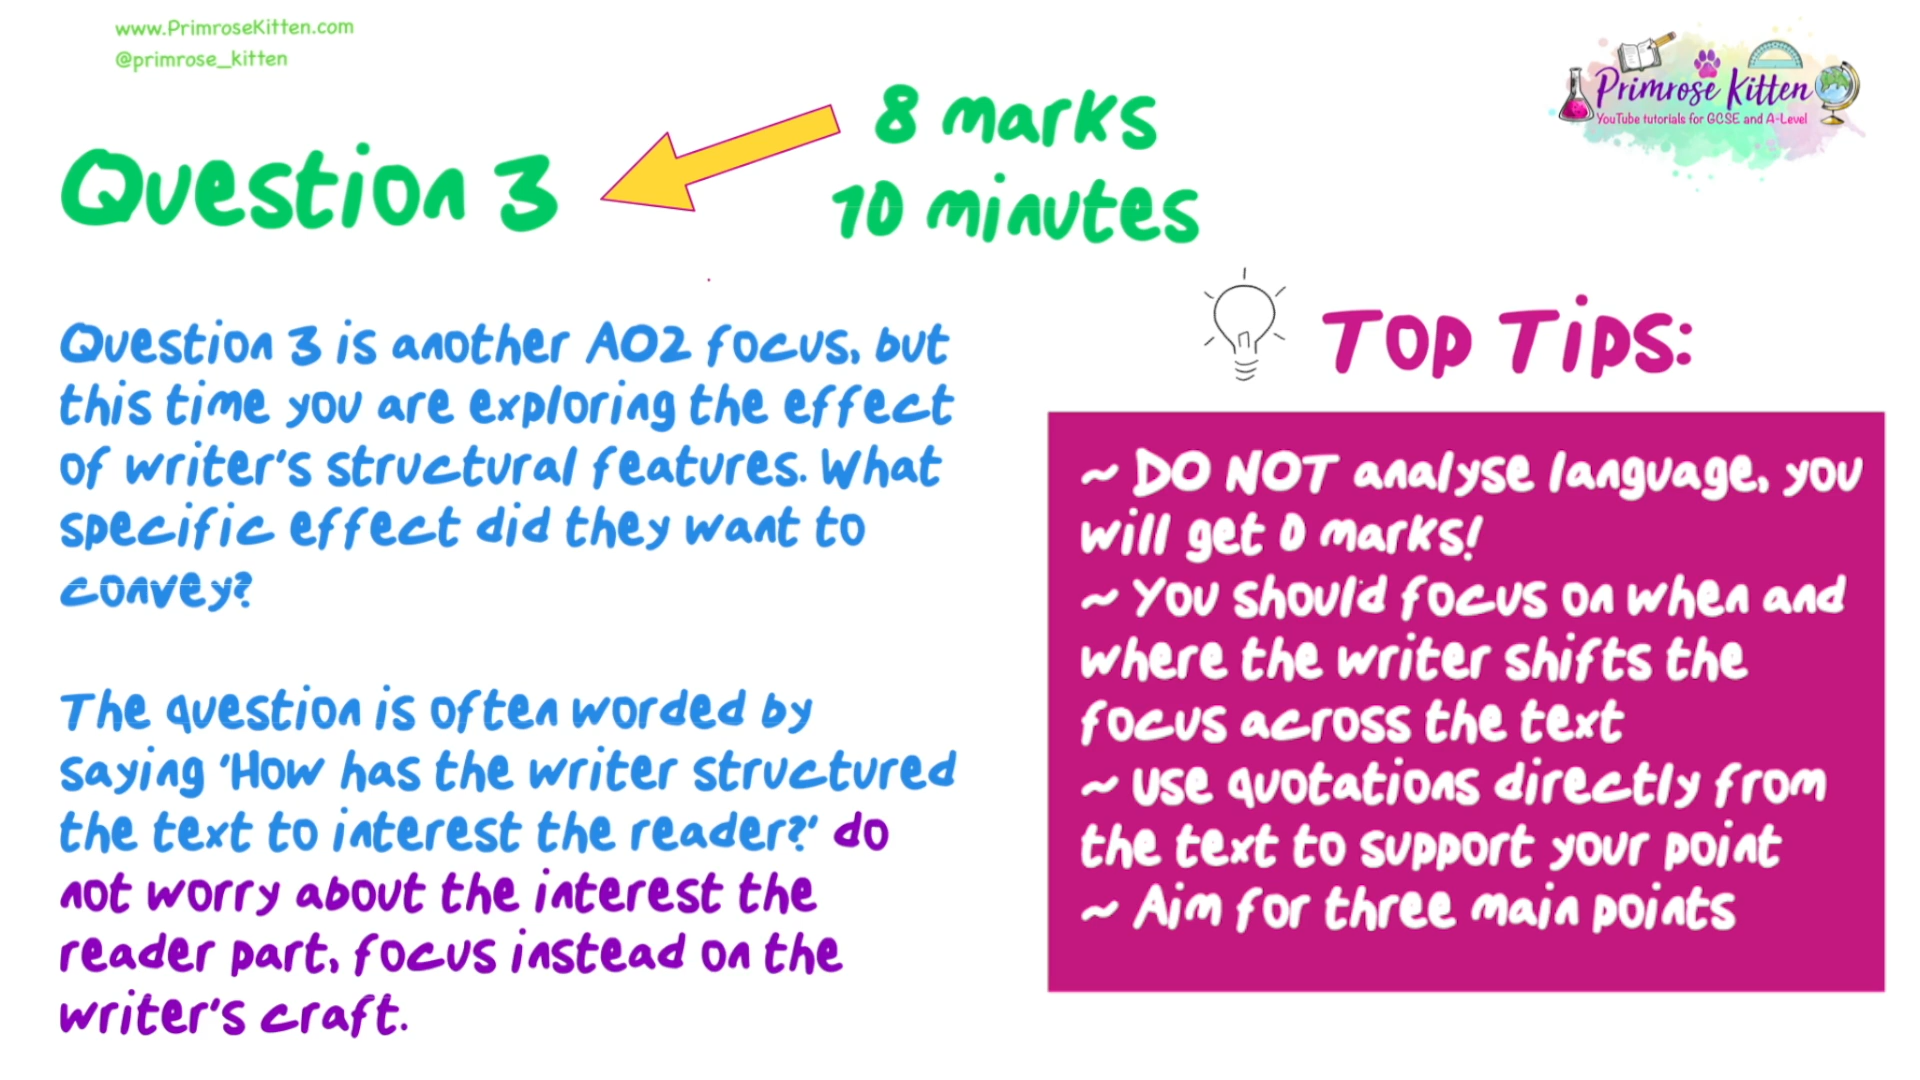 www.PrimroseKitten.com
@primrose_kitten
Primrose Kitten
YouTube tutorials for GCSE and A-Level
8 marks
10 minutes
Question 3
Question 3 is another AO2 focus, but
this time you are exploring the effect
of writer's structural features. What
specific effect did they want to
convey?
The question is often worded by
saying 'How has the writer structured
the text to interest the reader?' do
not worry about the interest the
reader part, focus instead on the
writer's craft.
Top Tips:
~ DO NOT analyse language, you
will get 0 marks!
~ You should focus on when and
where the writer shifts the
focus across the text
~ Use quotations directly from
the text to support your point
~ Aim for three main points